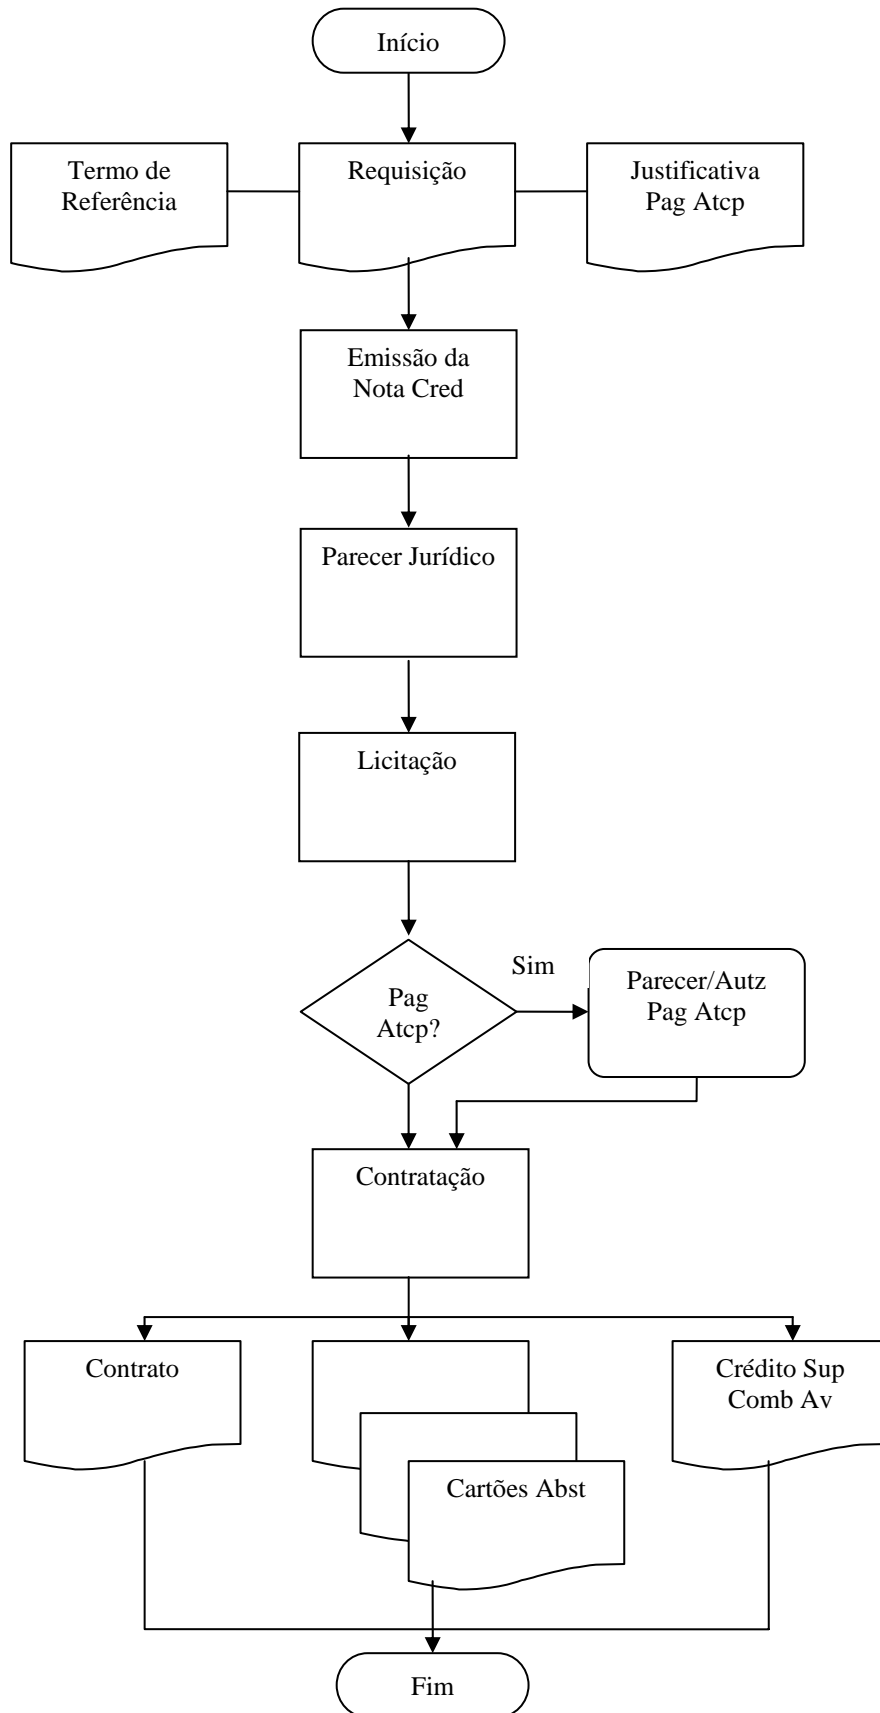 Início
Termo de
Referência
Requisição
Justificativa
Pag Atcp
Emissão da
Nota Cred
Parecer Jurídico
Licitação
Pag
Atcp?
Sim
Parecer/Autz
Pag Atcp
Contratação
Contrato
Crédito Sup
Comb Av
Cartões Abst
Fim